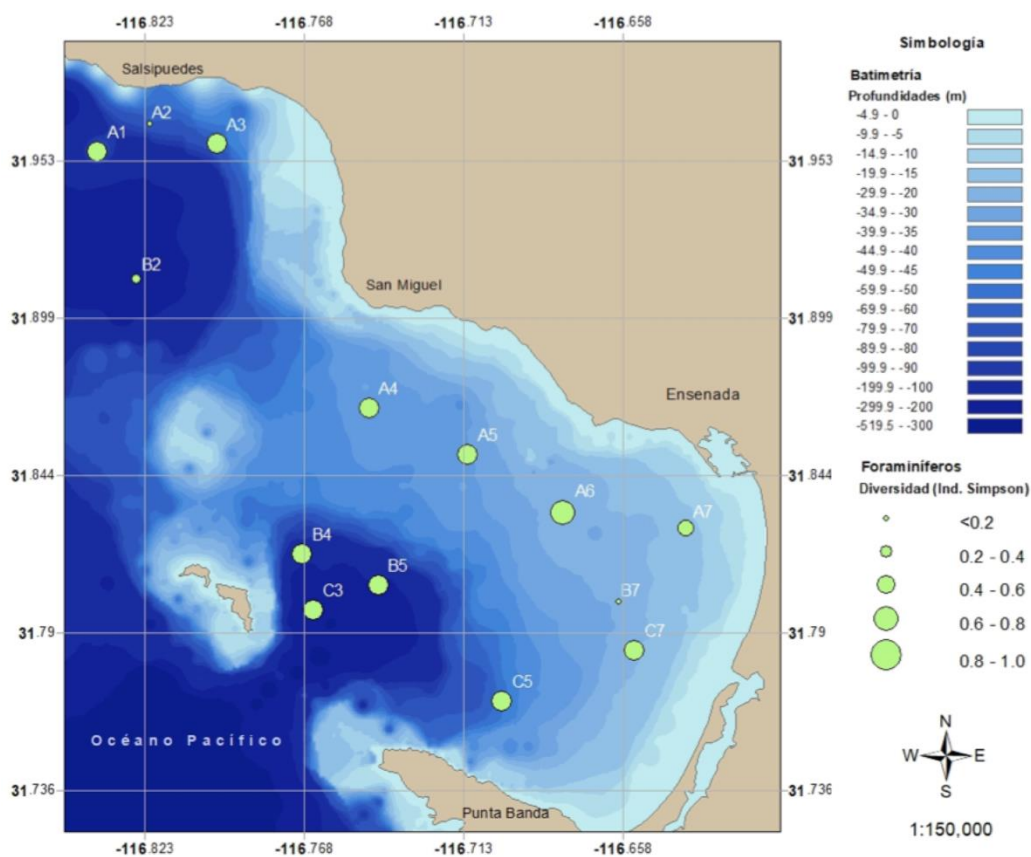 -116.823 -116.768 -116.713 -116.658
Simbología
Salsipuedes
Batimetría
Profundidades (m)
A2
-4.9 - 0
A1
A3
-9.9 - -5
31.953
31.953
-14.9 - -10
-19.9 - -15
-29.9 - -20
-34.9 - -30
-39.9 - -35
-44.9 - -40
B2
-49.9 - -45
San Miguel
-59.9 - -50
-69.9 - -60
31.899
31.899
-79.9 - -70
-89.9 - -80
-99.9 - -90
A4
Ensenada
-199.9 - -100
-299.9 - -200
-519.5 - -300
A5
31.844
31.844
Foraminíferos
A6
Diversidad (Ind. Simpson)
A7
<0.2
B4
0.2 - 0.4
B5
0.4 - 0.6
C3
B7
0.6 - 0.8
31.79
31.79
C7
0.8 - 1.0
C5
Océano Pacífico
N
W E
S
31.736
31.736
Punta Banda
1:150,000
-116.823 -116.768 -116.713 -116.658